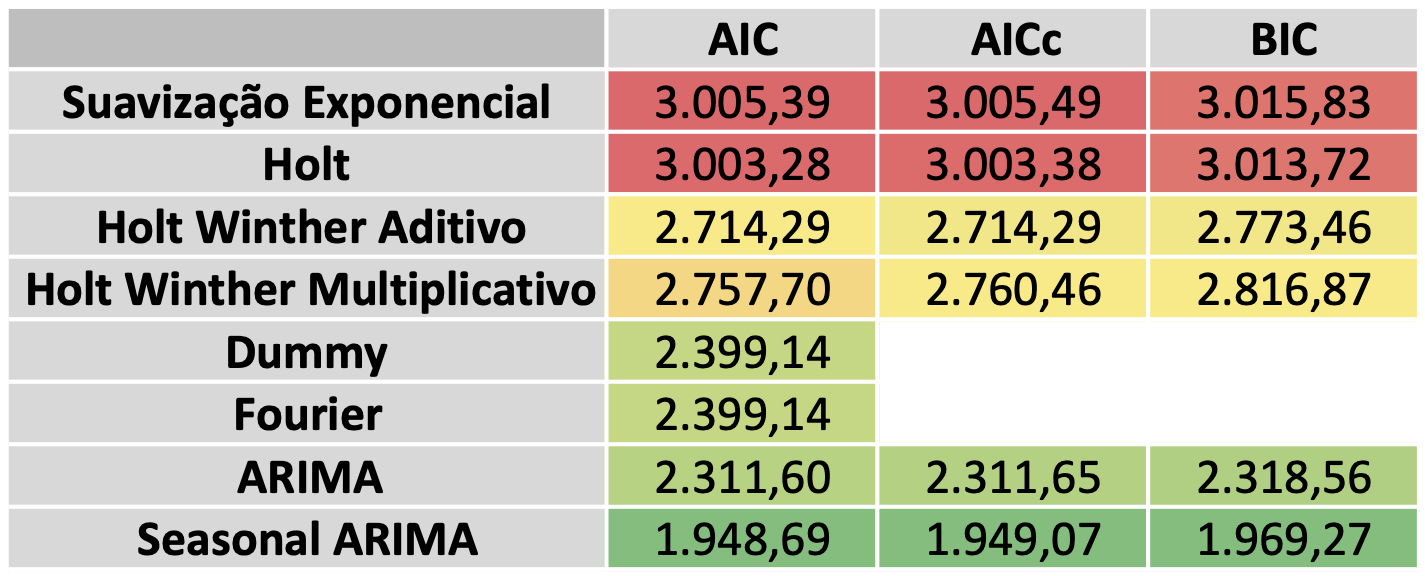 AIC AICc BIC
Suavização Exponencial 3.005,39 3.005,49 3.015,83
Holt 3.003,28 3.003,38 3.013,72
Holt Winther Aditivo 2.714,29 2.714,29 2.773,46
Holt Winther Multiplicativo 2.757,70 2.760,46 2.816,87
Dummy 2.399,14
Fourier 2.399,14
ARIMA 2.311,60 2.311,65 2.318,56
Seasonal ARIMA 1.948,69 1.949,07 1.969,27